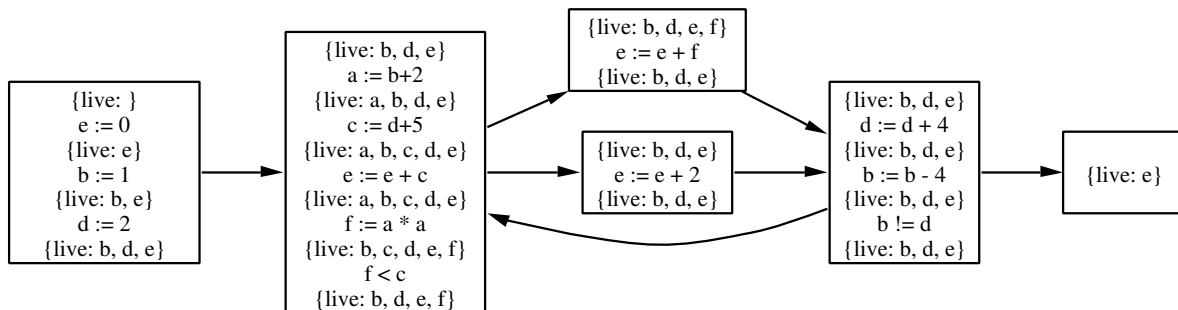 {live: }
e := 0
{live: e}
b := 1
{live: b, e}
d := 2
{live: b, d, e}
{live: b, d, e}
a := b+2
{live: a, b, d, e}
c := d+5
{live: a, b, c, d, e}
e := e + c
{live: a, b, c, d, e}
f := a * a
{live: b, c, d, e, f}
f < c
{live: b, d, e, f}
{live: b, d, e, f}
e := e + f
{live: b, d, e}
{live: b, d, e}
e := e + 2
{live: b, d, e}
{live: b, d, e}
d := d + 4
{live: b, d, e}
b := b - 4
{live: b, d, e}
b != d
{live: b, d, e}
{live: e}